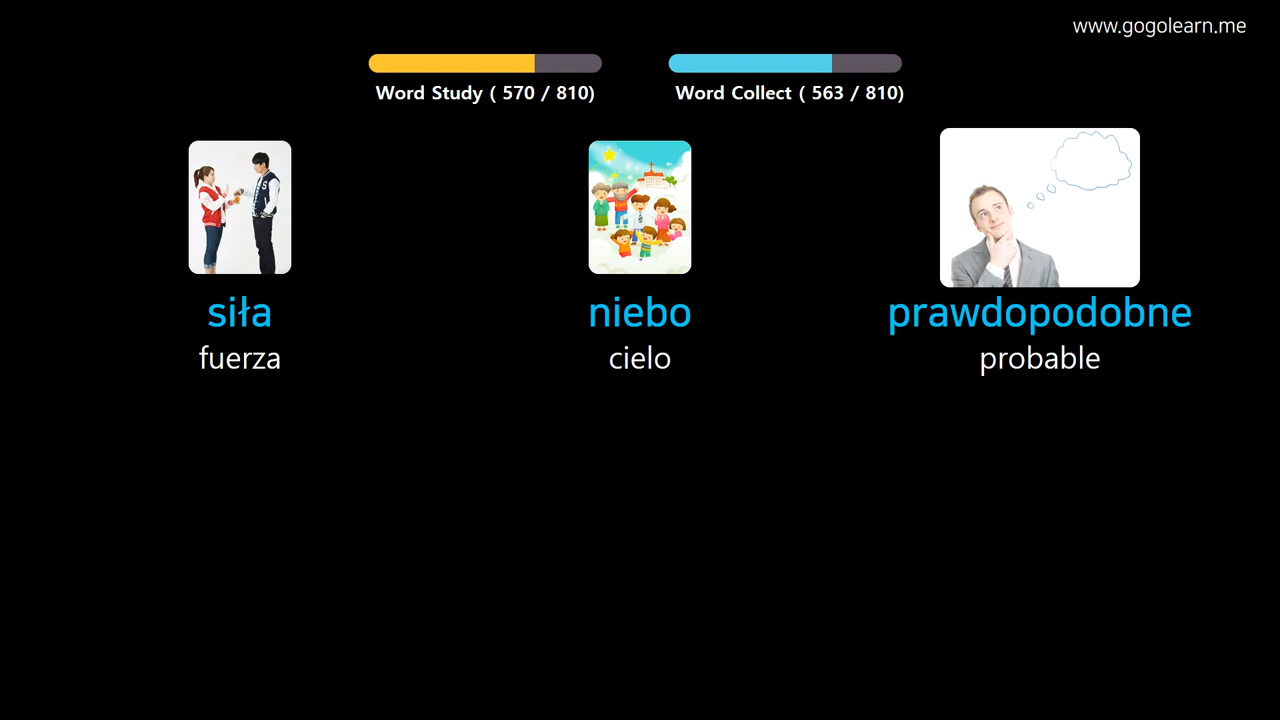 www.gogolearn.me
Word Study ( 570 / 810)
Word Collect ( 563 / 810)
siła
niebo
prawdopodobne
fuerza
cielo
probable